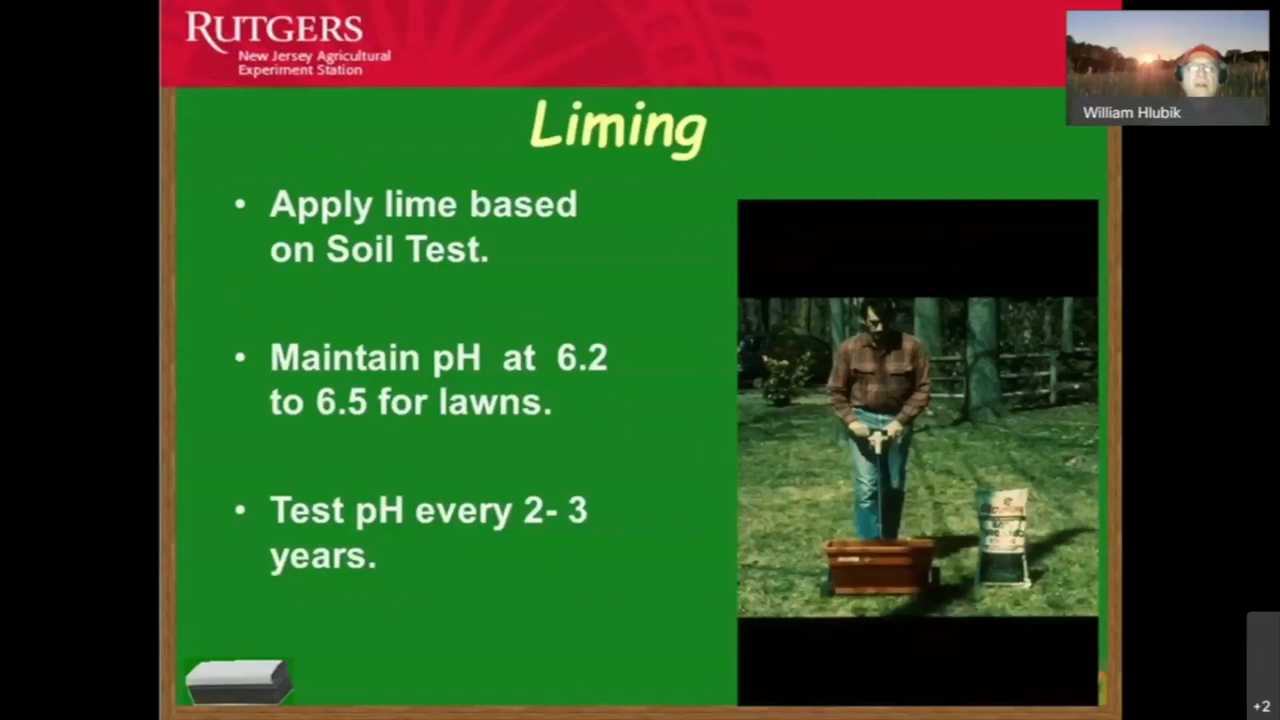 RUTGERS
New Jersey Agricultural
Experiment Station
William Hlubik
Liming
• Apply lime based
on Soil Test.
• Maintain pH at 6.2
to 6.5 for lawns.
• Test pH every 2- 3
years.
+2